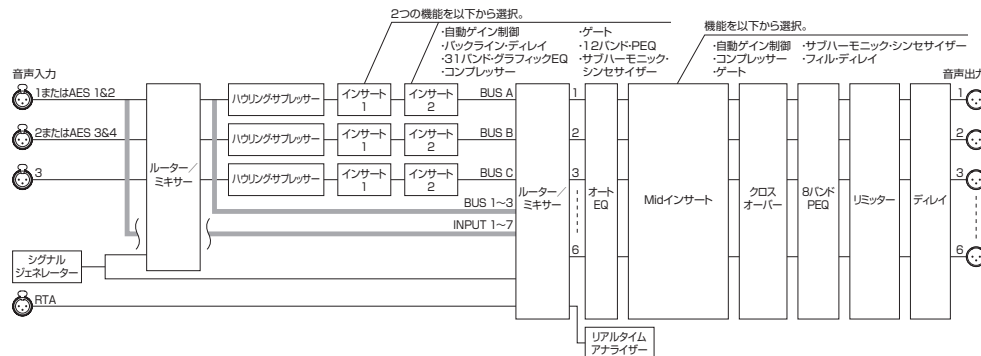 2つの機能を以下から選択。
・自動ゲイン制御
・バックライン・ディレイ
・31バンド・グラフィックEQ
・コンプレッサー
・ゲート
・12バンド・PEQ
・サブハーモニック・
シンセサイザー
機能を以下から選択。
・自動ゲイン制御
・コンプレッサー
・ゲート
・サブハーモニック・シンセサイザー
・フィル・ディレイ
音声入力
音声出力
1またはAES 1&2
2またはAES 3&4
3
ルーター／
ミキサー
ハウリング・サプレッサー
インサート
1
インサート
2
BUS A
ハウリング・サプレッサー
インサート
1
インサート
2
BUS B
ハウリング・サプレッサー
インサート
1
インサート
2
BUS C
BUS 1～3
INPUT 1～7
ルーター／
ミキサー
1
2
3
6
オート
EQ
Midインサート
クロス
オーバー
8バンド
PEQ
リミッター
ディレイ
1
2
3
6
シグナル
ジェネレーター
RTA
リアルタイム
アナライザー